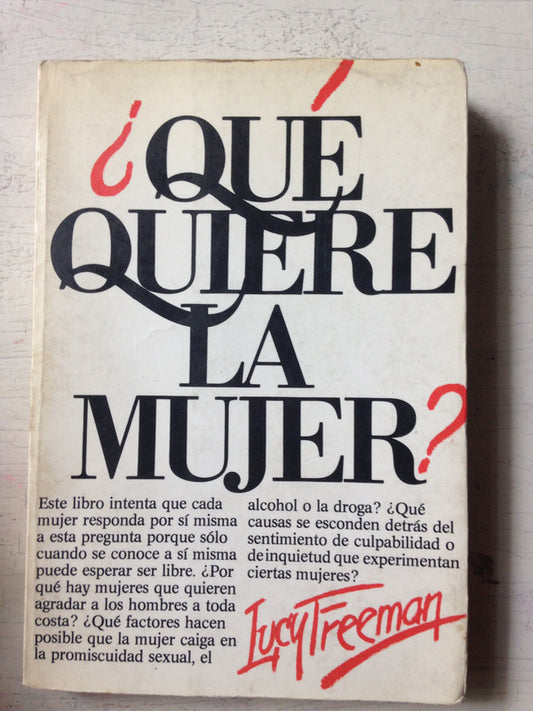 ¿QUÉ
QUIERE
LA
MUJER?
Este libro intenta que cada
mujer responda por sí misma
a esta pregunta porque sólo
cuando se conoce a sí misma
puede esperar ser libre. ¿Por
qué hay mujeres que quieren
agradar a los hombres a toda
costa? ¿Qué factores hacen
posible que la mujer caiga en
la promiscuidad sexual, el
alcohol o la droga? ¿Qué
causas se esconden detrás del
sentimiento de culpabilidad o
de inquietud que experimentan
ciertas mujeres?
Lucy Freeman